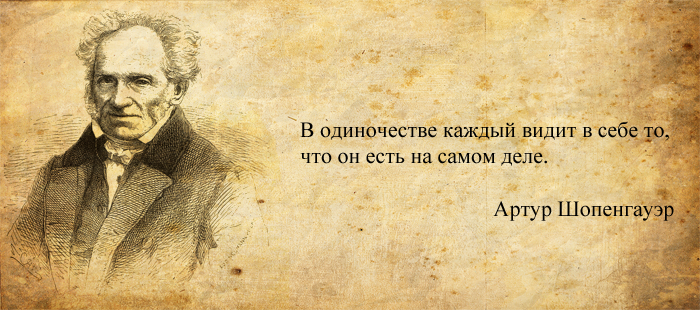 В одиночестве каждый видит в себе то,
что он есть на самом деле.
Артур Шопенгауэр